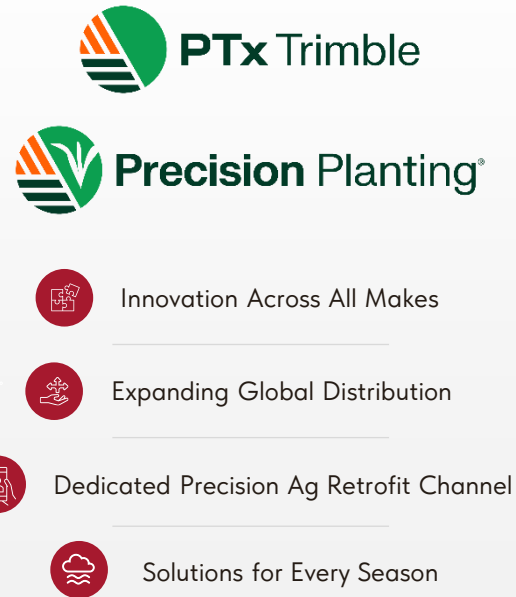 PTx Trimble
Precision Planting®
Innovation Across All Makes
Expanding Global Distribution
Dedicated Precision Ag Retrofit Channel
Solutions for Every Season